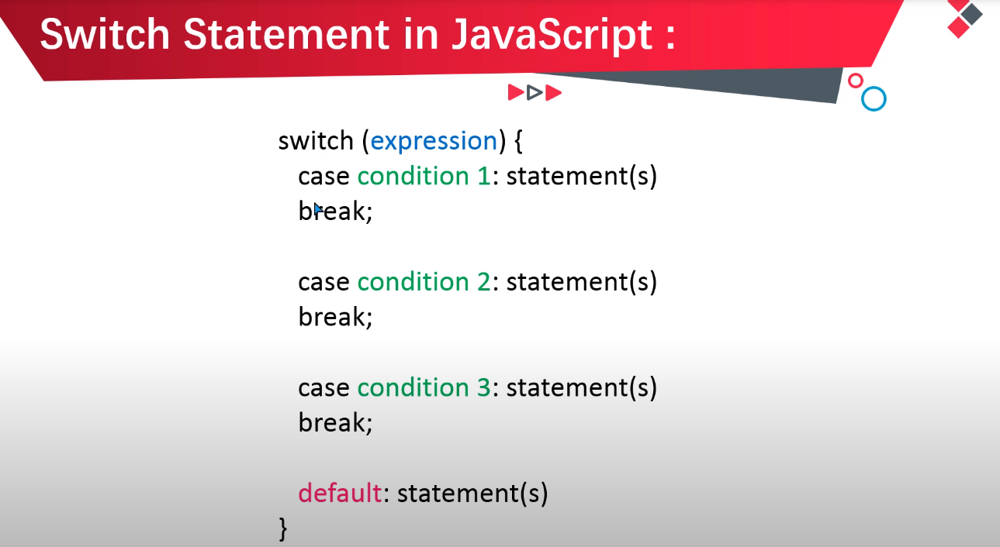 Switch Statement in JavaScript :
switch (expression) {
case condition 1: statement(s)
break;
case condition 2: statement(s)
break;
case condition 3: statement(s)
break;
default: statement(s)
}